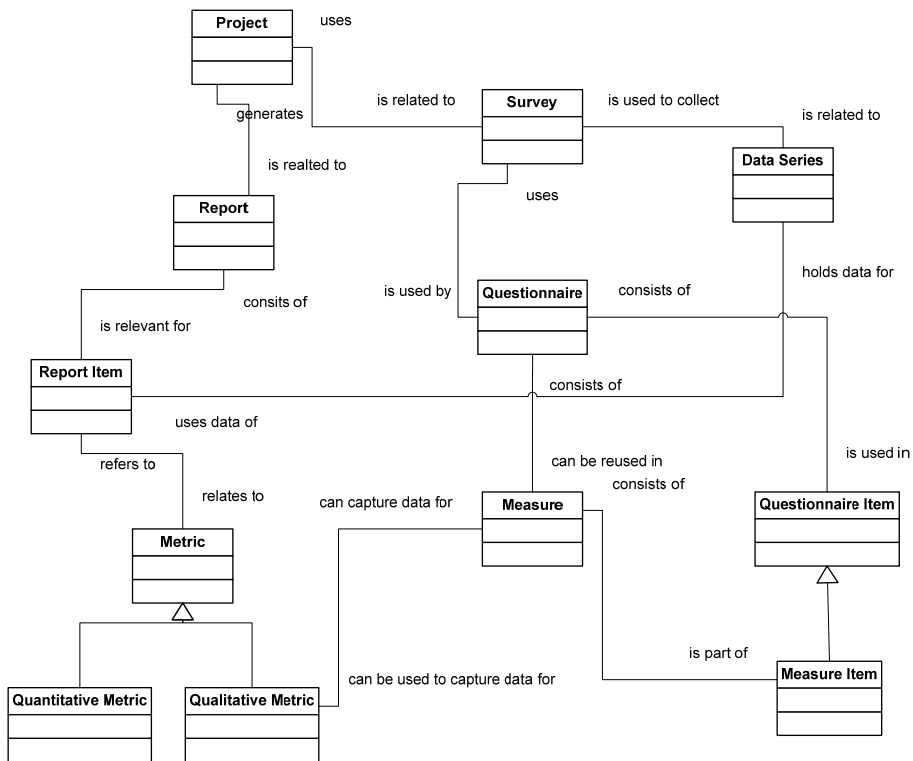 Project
uses
generates
is related to
Survey
is used to collect
is related to
Data Series
is realted to
uses
Report
consits of
is used by
Questionnaire
consists of
holds data for
is relevant for
Report Item
consists of
uses data of
refers to
can be reused in
is used in
relates to
can capture data for
consists of
Measure
Questionnaire Item
Metric
is part of
Measure Item
can be used to capture data for
Quantitative Metric
Qualitative Metric